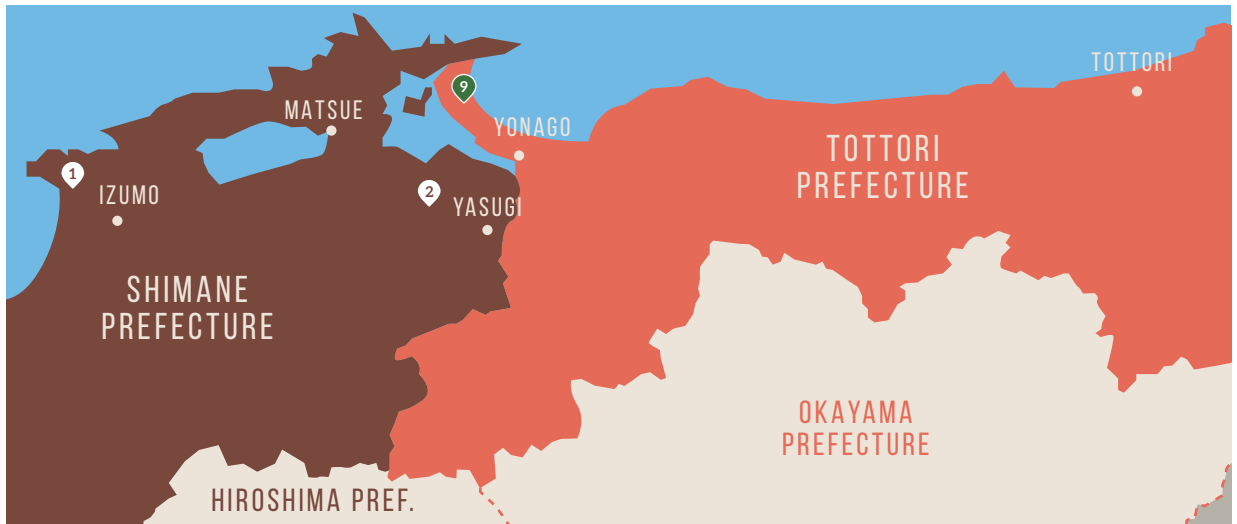 TOTTORI
9
MATSUE
YONAGO
TOTTORI
PREFECTURE
1
IZUMO
2
YASUGI
SHIMANE
PREFECTURE
OKAYAMA
PREFECTURE
HIROSHIMA PREF.